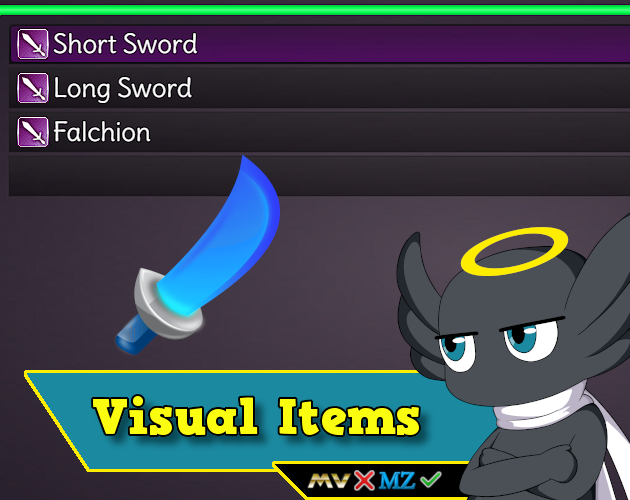 Short Sword
Long Sword
Falchion
Visual Items
MV ❌ MZ ✔